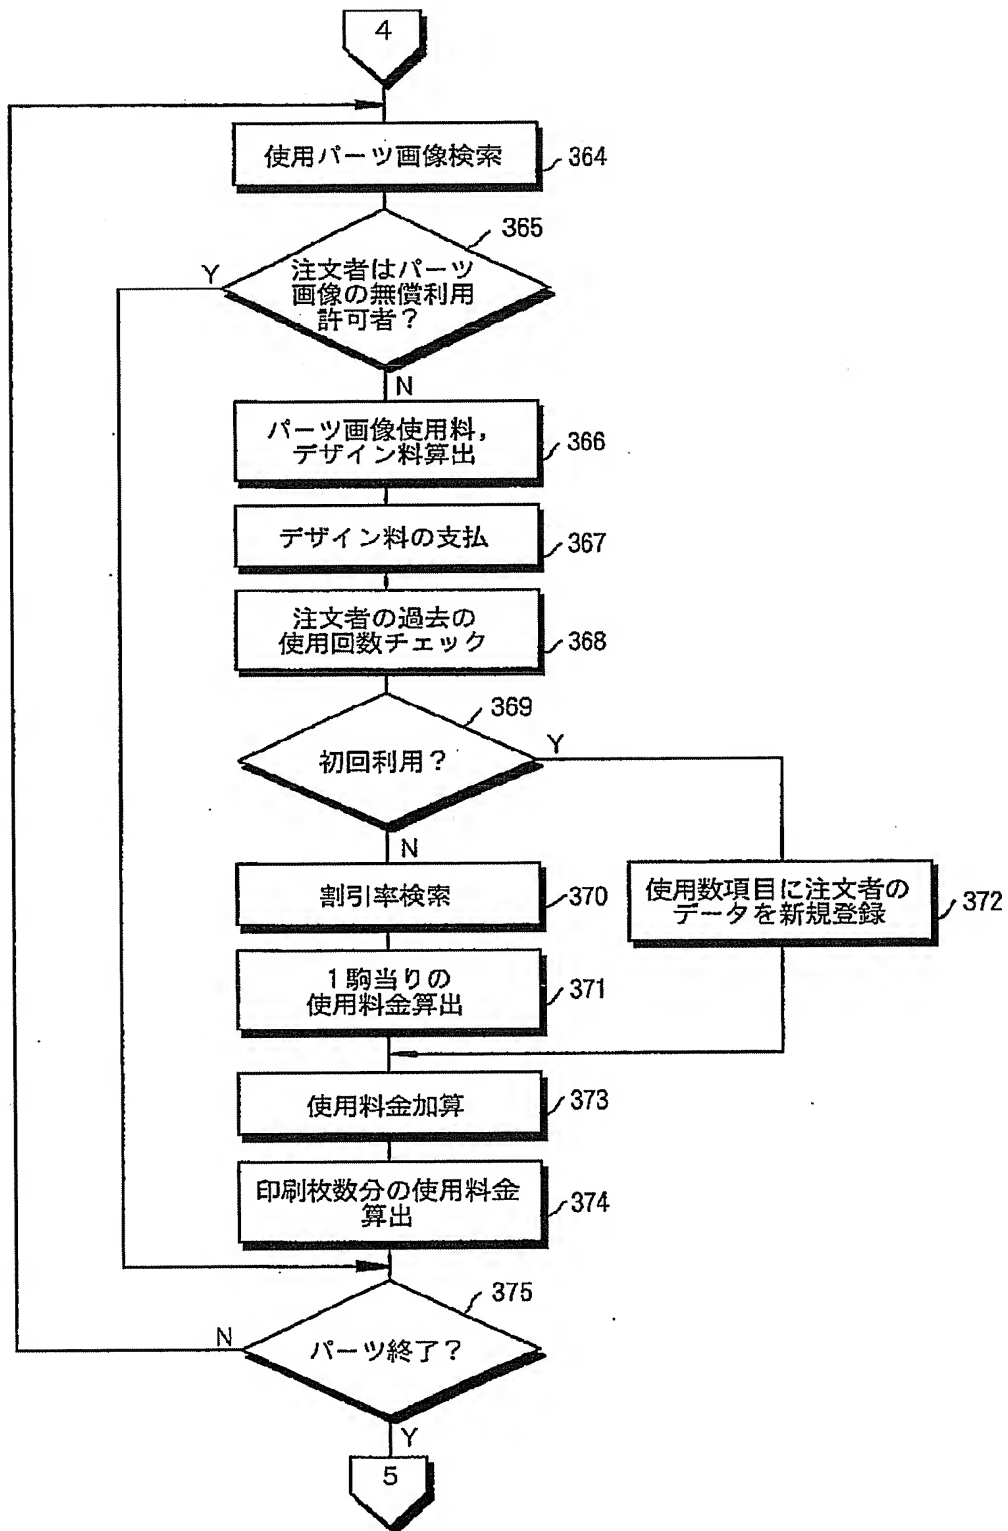 4
使用パーツ画像検索
364
365
Y
注文者はパーツ
画像の無償利用
許可者？
N
パーツ画像使用料，
デザイン料算出
366
デザイン料の支払
367
注文者の過去の
使用回数チェック
368
369
初回利用？
Y
N
割引率検索
370
使用数項目に注文者の
データを新規登録
372
1駒当りの
使用料金算出
371
使用料金加算
373
印刷枚数分の使用料金
算出
374
375
N
パーツ終了？
Y
5